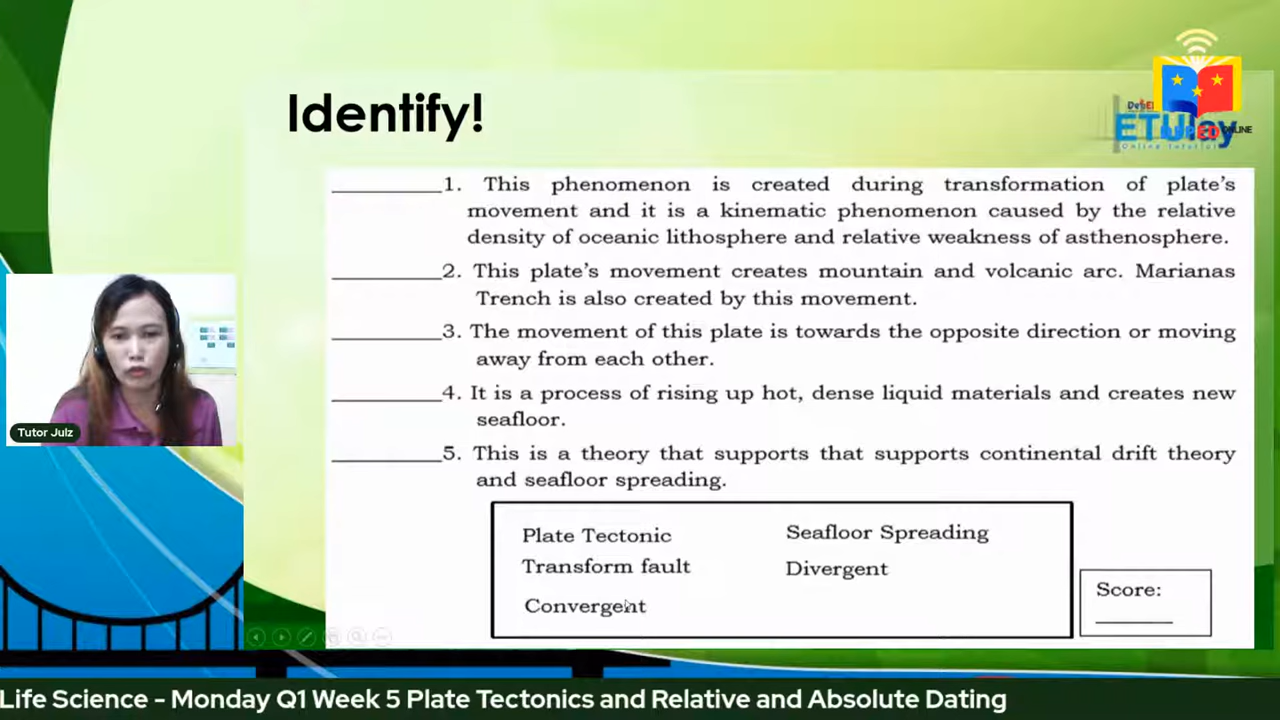 Identify!
DepEd
ETUlay
Online Tutorial
ONLINE
__________1. This phenomenon is created during transformation of plate's
movement and it is a kinematic phenomenon caused by the relative
density of oceanic lithosphere and relative weakness of asthenosphere.
__________2. This plate's movement creates mountain and volcanic arc. Marianas
Trench is also created by this movement.
__________3. The movement of this plate is towards the opposite direction or moving
away from each other.
__________4. It is a process of rising up hot, dense liquid materials and creates new
seafloor.
__________5. This is a theory that supports that supports continental drift theory
and seafloor spreading.
Plate Tectonic
Seafloor Spreading
Transform fault
Divergent
Convergent
Score:
_______
Tutor Julz
Life Science - Monday Q1 Week 5 Plate Tectonics and Relative and Absolute Dating